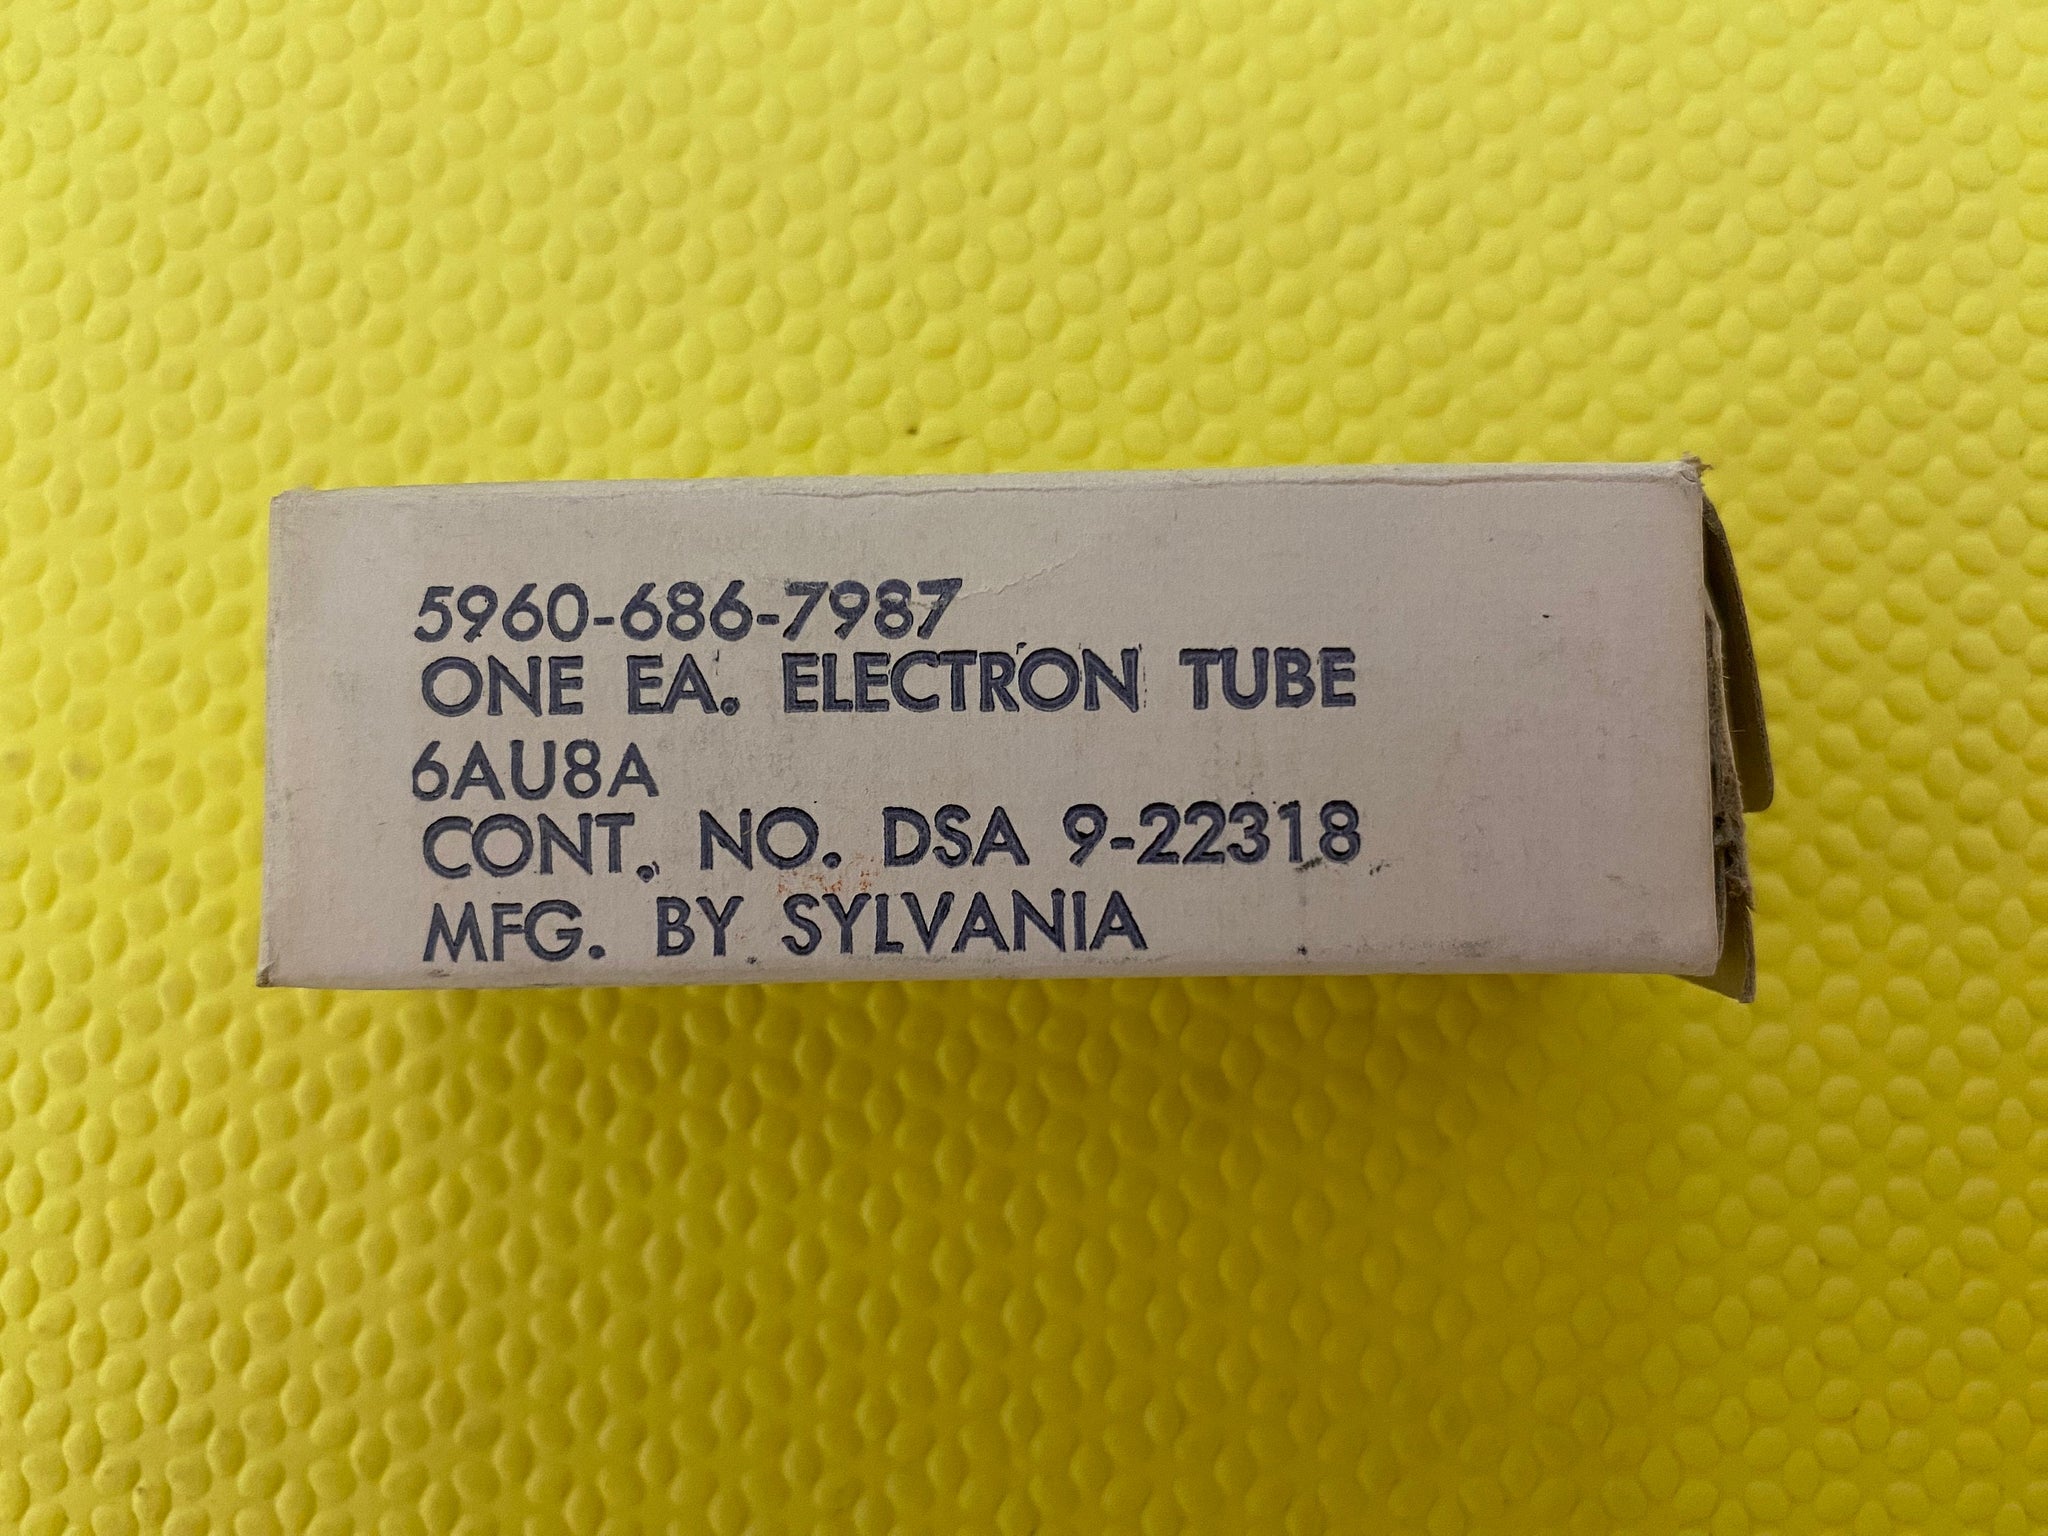 5960-686-7987
ONE EA. ELECTRON TUBE
6AU8A
CONT. NO. DSA 9-22318
MFG. BY SYLVANIA